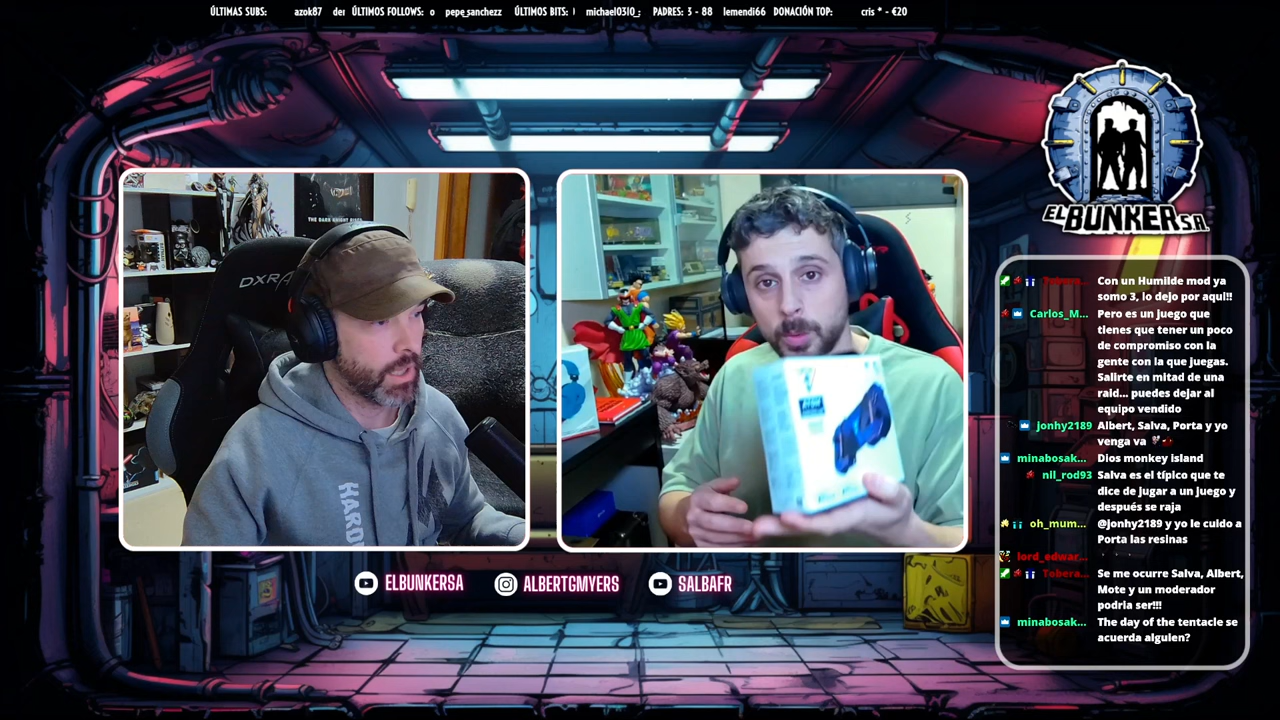 ÚLTIMAS SUBS: azok87 der ÚLTIMOS FOLLOWS: o pepe_sanchezz ÚLTIMOS BITS: michael03lO_: PADRES: 3 - 88 lemendi66 DONACIÓN TOP: cris * - €20
THE DARK KNIGHT RISES
DXRA
HARD
EL BUNKER S.A.
Con un Humilde mod ya
somo 3, lo dejo por aquí!!
Carlos_M... Pero es un juego que
tienes que tener un poco
de compromiso con la
gente con la que juegas.
Salirte en mitad de una
raid... puedes dejar al
equipo vendido
jonhy2189 Albert, Salva, Porta y yo
venga va
minabosak... Dios monkey island
nil_rod93 Salva es el típico que te
dice de jugar a un juego y
después se raja
oh_mum... @jonhy2189 y yo le cuido a
Porta las resinas
lord_edwar...
Tobera... Se me ocurre Salva, Albert,
Mote y un moderador
podría ser!!!
minabosak... The day of the tentacle se
acuerda alguien?
ELBUNKERSA ALBERTGMYERS SALBAFR